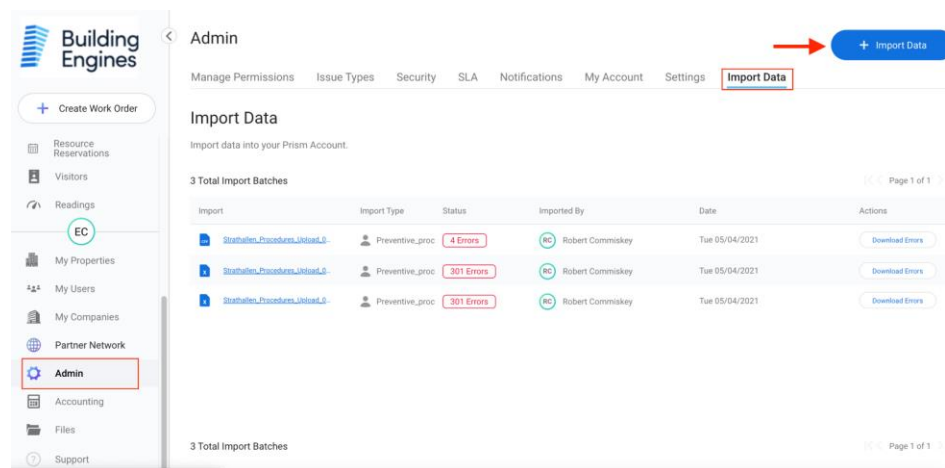 Building
Engines
+ Create Work Order
Resource
Reservations
Visitors
Readings
EC
My Properties
My Users
My Companies
Partner Network
Admin
Accounting
Files
Support
Admin
+ Import Data
Manage Permissions Issue Types Security SLA Notifications My Account Settings Import Data
Import Data
Import data into your Prism Account.
3 Total Import Batches Page 1 of 1
Import Import Type Status Imported By Date Actions
Strathallen_Procedures_Upload_0... Preventive_proc 4 Errors RC Robert Commiskey Tue 05/04/2021 Download Errors
Strathallen_Procedures_Upload_0... Preventive_proc 301 Errors RC Robert Commiskey Tue 05/04/2021 Download Errors
Strathallen_Procedures_Upload_0... Preventive_proc 301 Errors RC Robert Commiskey Tue 05/04/2021 Download Errors
3 Total Import Batches Page 1 of 1